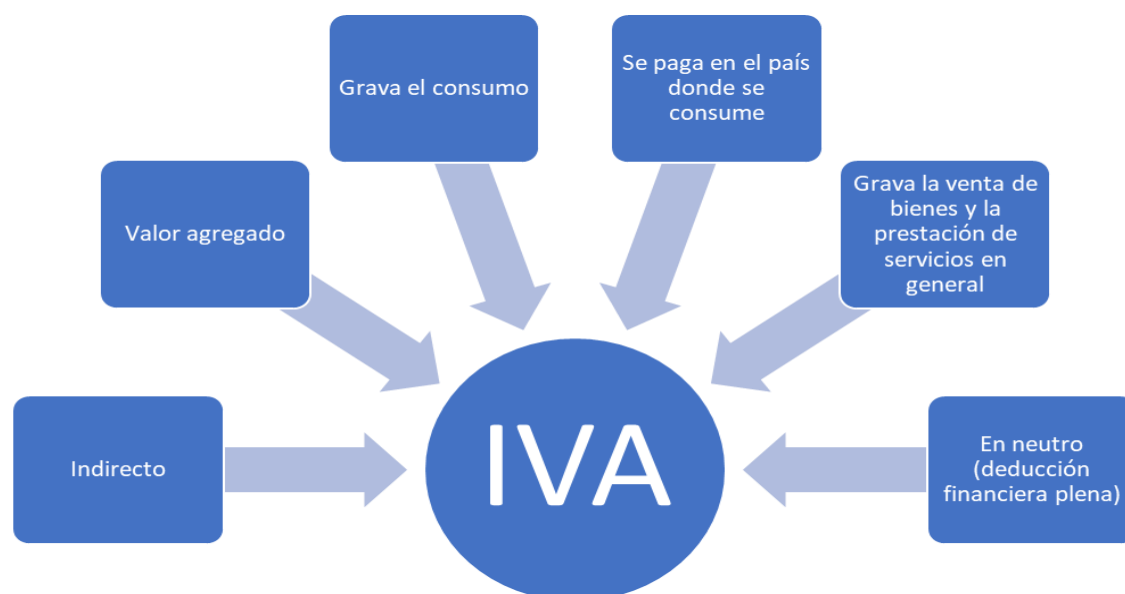 Grava el consumo
Se paga en el país
donde se
consume
Valor agregado
Grava la venta de
bienes y la
prestación de
servicios en
general
Indirecto
IVA
En neutro
(deducción
financiera plena)